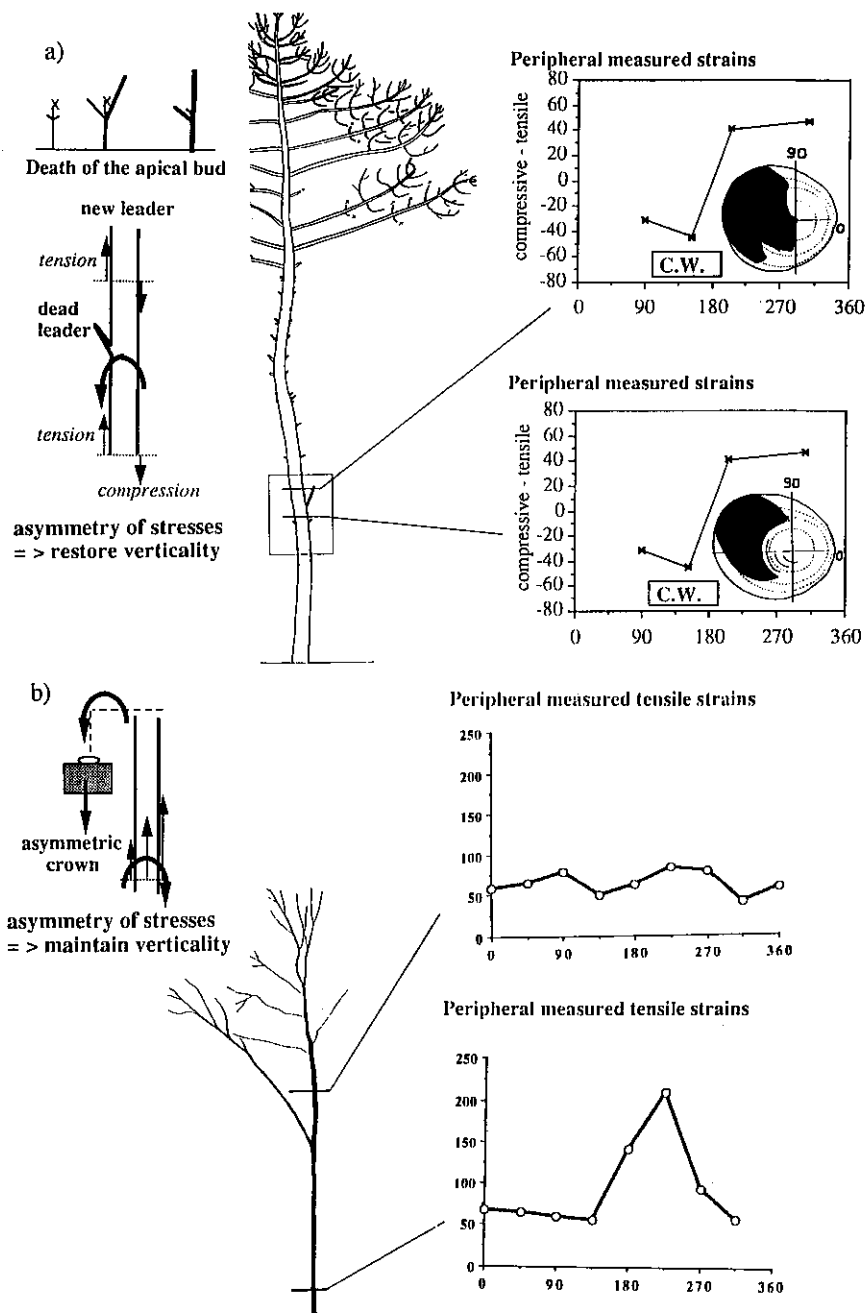 a)
x
x
x
Death of the apical bud
new leader
tension
dead
leader
tension
compression
asymmetry of stresses
= > restore verticality
Peripheral measured strains
compressive - tensile
80
60
40
20
0
-20
-40
-60
-80
90
0
C.W.
0 90 180 270 360
Peripheral measured strains
compressive - tensile
80
60
40
20
0
-20
-40
-60
-80
90
0
C.W.
0 90 180 270 360
b)
asymmetric
crown
asymmetry of stresses
= > maintain verticality
Peripheral measured tensile strains
250
200
150
100
50
0
0 90 180 270 360
Peripheral measured tensile strains
250
200
150
100
50
0
0 90 180 270 360